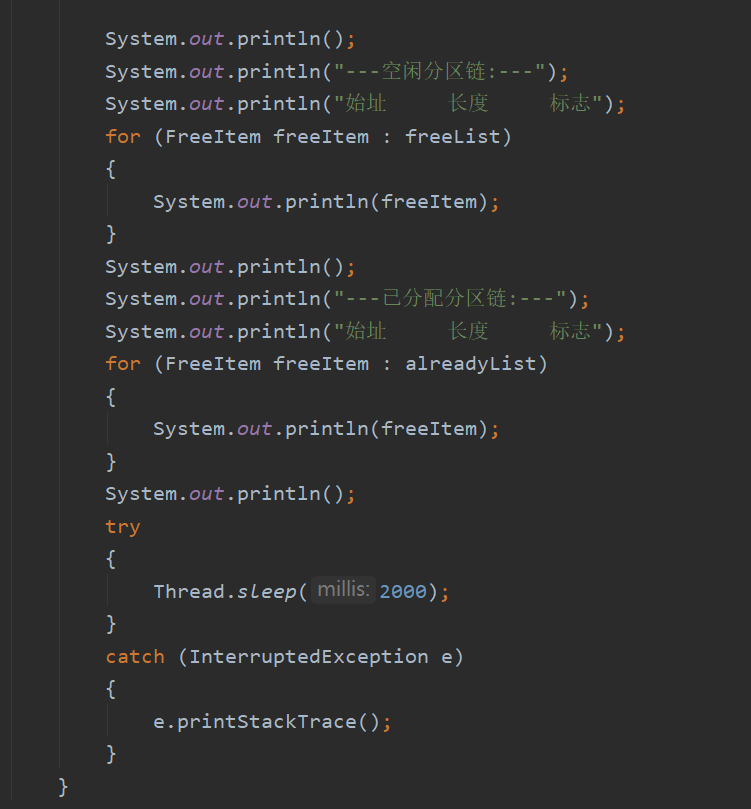 System.out.println();
System.out.println("---空闲分区链:---");
System.out.println("始址     长度     标志");
for (FreeItem freeItem : freeList)
{
    System.out.println(freeItem);
}
System.out.println();
System.out.println("---已分配分区链:---");
System.out.println("始址     长度     标志");
for (FreeItem freeItem : alreadyList)
{
    System.out.println(freeItem);
}
System.out.println();
try
{
    Thread.sleep( millis: 2000);
}
catch (InterruptedException e)
{
    e.printStackTrace();
}
}